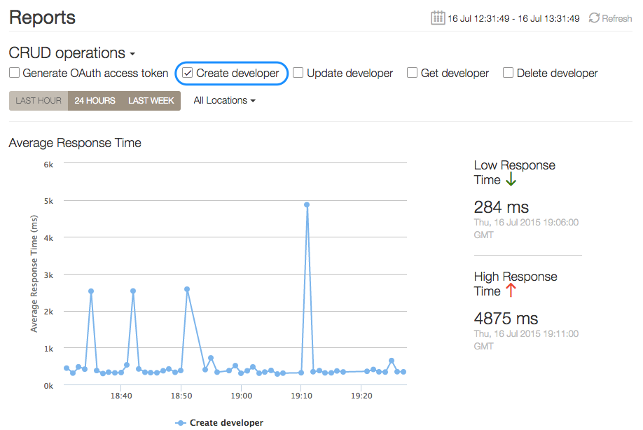 Reports
16 Jul 12:31:49 - 16 Jul 13:31:49 Refresh
CRUD operations
Generate OAuth access token Create developer Update developer Get developer Delete developer
LAST HOUR 24 HOURS LAST WEEK All Locations
Average Response Time
6k
5k
4k
3k
2k
1k
0k
Average Response Time (ms)
18:40 18:50 19:00 19:10 19:20
Create developer
Low Response
Time
284 ms
Thu, 16 Jul 2015 19:06:00
GMT
High Response
Time
4875 ms
Thu, 16 Jul 2015 19:11:00
GMT